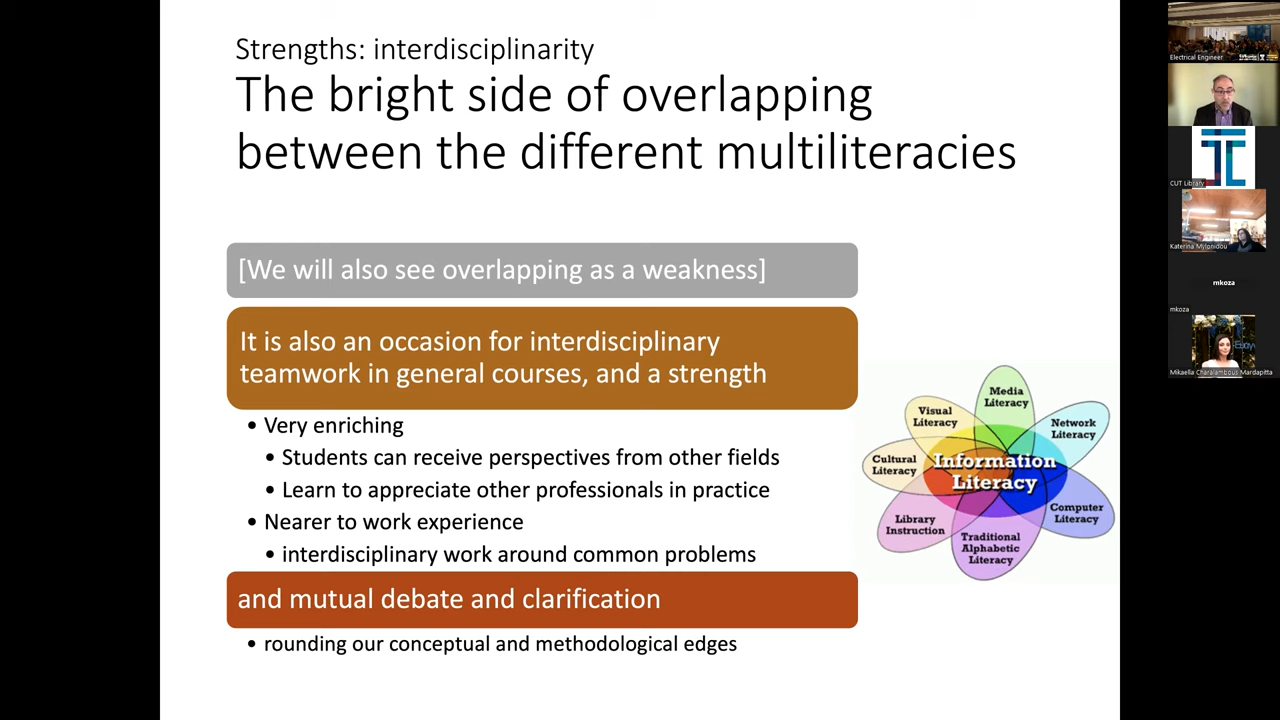 Strengths: interdisciplinarity
The bright side of overlapping
between the different multiliteracies
[We will also see overlapping as a weakness]
It is also an occasion for interdisciplinary
teamwork in general courses, and a strength
• Very enriching
• Students can receive perspectives from other fields
• Learn to appreciate other professionals in practice
• Nearer to work experience
• interdisciplinary work around common problems
and mutual debate and clarification
• rounding our conceptual and methodological edges
Media
Literacy
Visual
Literacy
Network
Literacy
Cultural
Literacy
Information
Literacy
Computer
Literacy
Library
Instruction
Traditional
Alphabetic
Literacy
Electrical Engineer
CUT Library
Katerina Mylonidou
mkoza
mkoza
Mikaella Charalambous Mardapitta